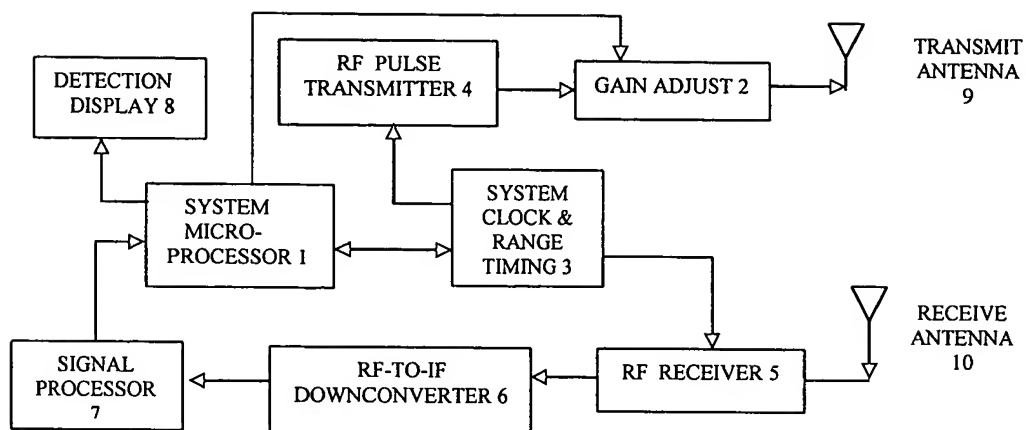 DETECTION
DISPLAY 8
RF PULSE
TRANSMITTER 4
GAIN ADJUST 2
TRANSMIT
ANTENNA
9
SYSTEM
MICRO-
PROCESSOR 1
SYSTEM
CLOCK &
RANGE
TIMING 3
SIGNAL
PROCESSOR
7
RF-TO-IF
DOWNCONVERTER 6
RF RECEIVER 5
RECEIVE
ANTENNA
10